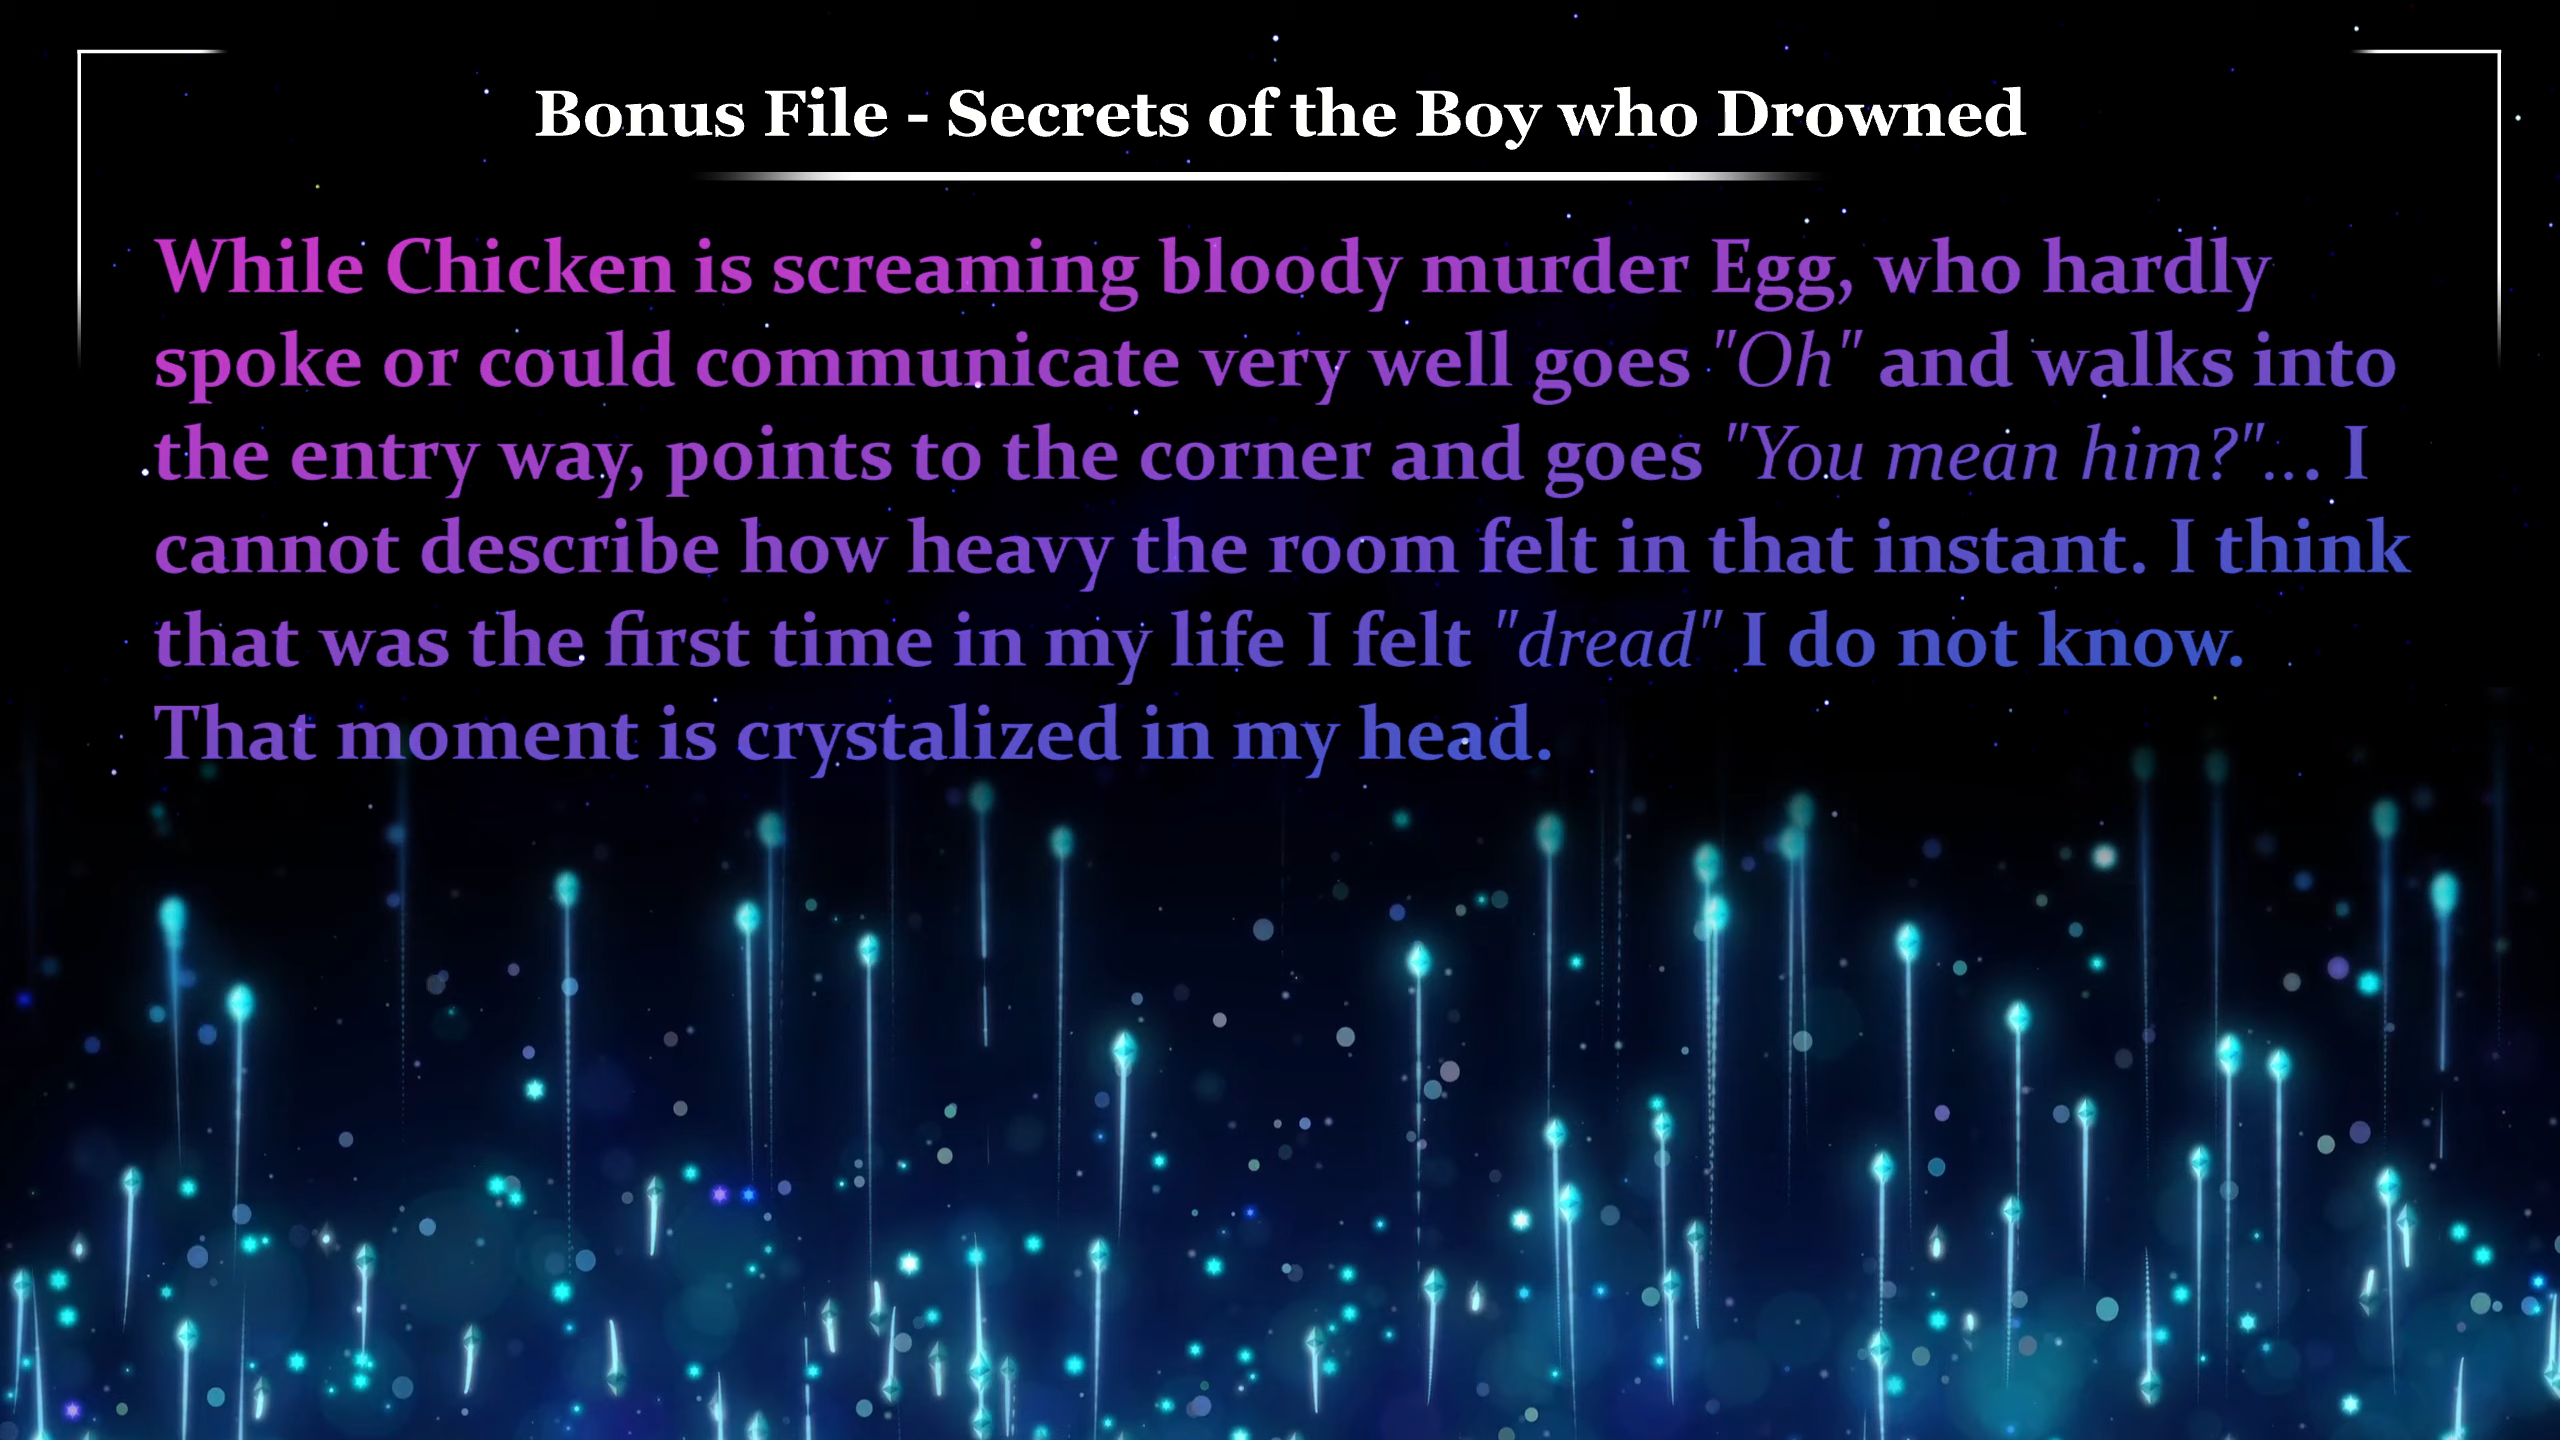 Bonus File - Secrets of the Boy who Drowned
While Chicken is screaming bloody murder Egg, who hardly
spoke or could communicate very well goes "Oh" and walks into
the entry way, points to the corner and goes "You mean him?"... I
cannot describe how heavy the room felt in that instant. I think
that was the first time in my life I felt "dread" I do not know.
That moment is crystalized in my head.